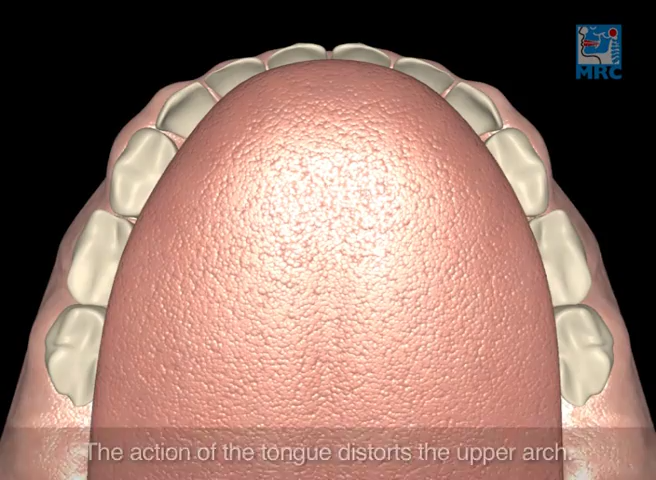 MRC
The action of the tongue distorts the upper arch.